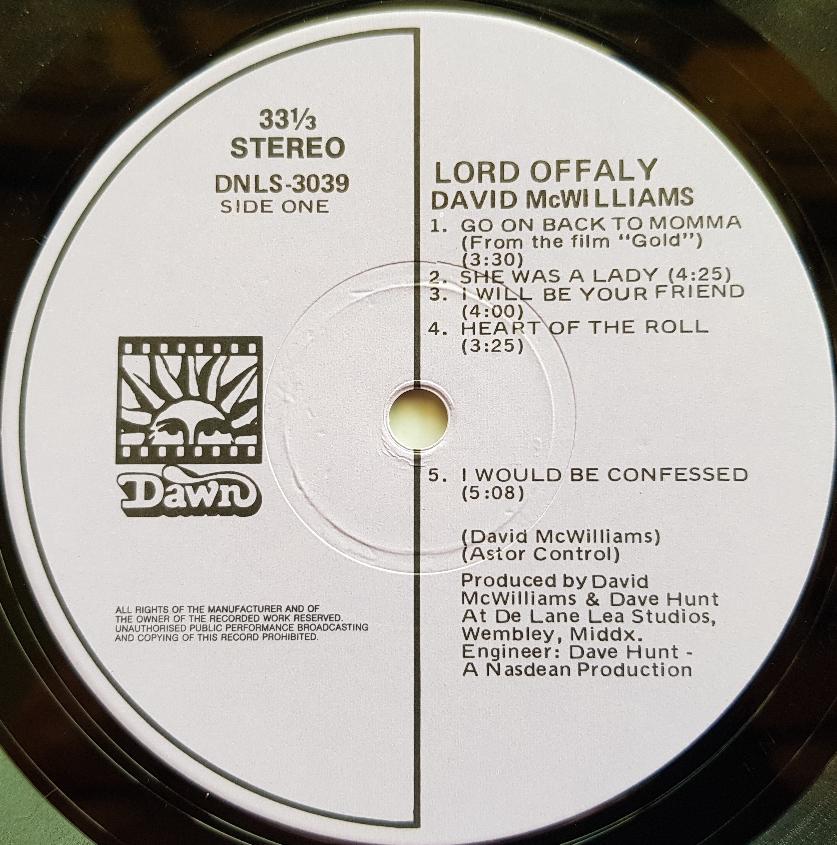 33⅓
STEREO
DNLS-3039
SIDE ONE
LORD OFFALY
DAVID McWILLIAMS
1. GO ON BACK TO MOMMA
(From the film "Gold")
(3:30)
2. SHE WAS A LADY (4:25)
3. I WILL BE YOUR FRIEND
(4:00)
4. HEART OF THE ROLL
(3:25)
5. I WOULD BE CONFESSED
(5:08)
(David McWilliams)
(Astor Control)
Produced by David
McWilliams & Dave Hunt
At De Lane Lea Studios,
Wembley, Middx.
Engineer: Dave Hunt -
A Nasdean Production
Dawn
ALL RIGHTS OF THE MANUFACTURER AND OF
THE OWNER OF THE RECORDED WORK RESERVED.
UNAUTHORISED PUBLIC PERFORMANCE BROADCASTING
AND COPYING OF THIS RECORD PROHIBITED.